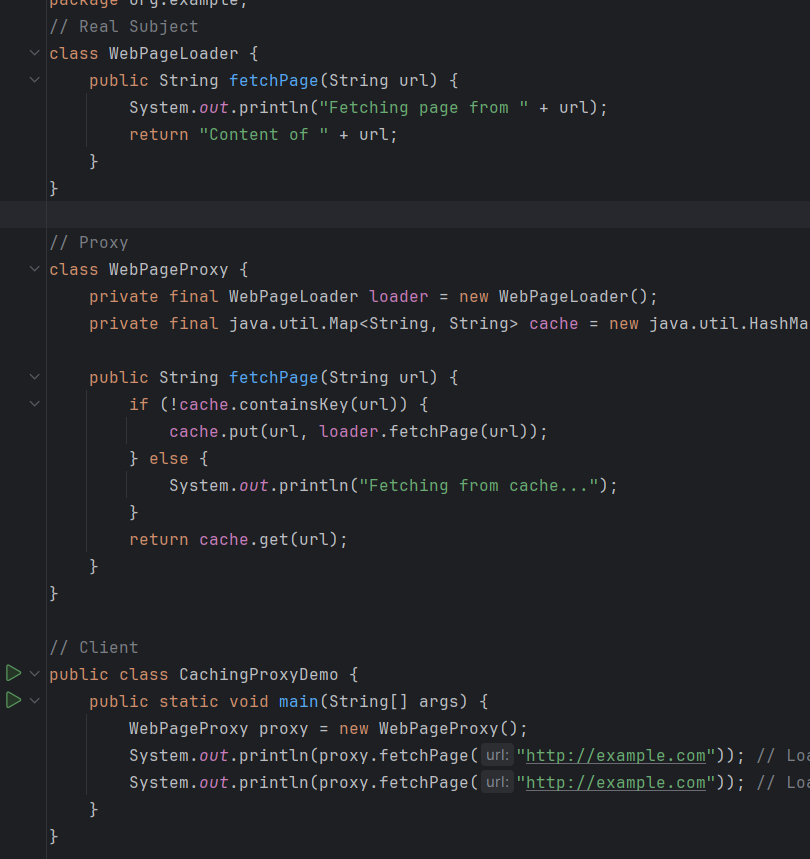 package org.example;
// Real Subject
class WebPageLoader {
    public String fetchPage(String url) {
        System.out.println("Fetching page from " + url);
        return "Content of " + url;
    }
}

// Proxy
class WebPageProxy {
    private final WebPageLoader loader = new WebPageLoader();
    private final java.util.Map<String, String> cache = new java.util.HashMa

    public String fetchPage(String url) {
        if (!cache.containsKey(url)) {
            cache.put(url, loader.fetchPage(url));
        } else {
            System.out.println("Fetching from cache...");
        }
        return cache.get(url);
    }
}

// Client
public class CachingProxyDemo {
    public static void main(String[] args) {
        WebPageProxy proxy = new WebPageProxy();
        System.out.println(proxy.fetchPage( url: "http://example.com")); // Loa
        System.out.println(proxy.fetchPage( url: "http://example.com")); // Loa
    }
}